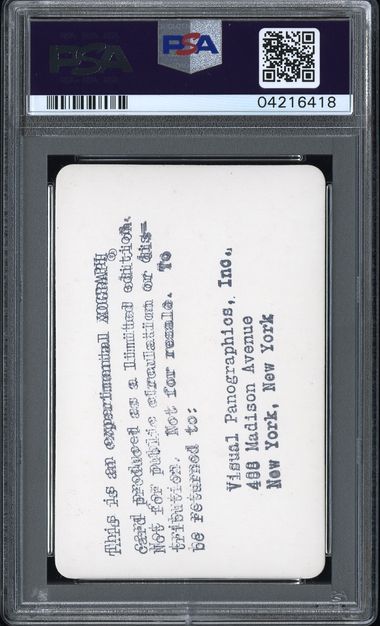 PSA
PSA
04216418
This is an experimental XOGRAPH
®
card produced as a limited edition.
Not for public circulation or dis-
tribution. Not for resale. To
be returned to:
Visual Panographics, Inc.
488 Madison Avenue
New York, New York